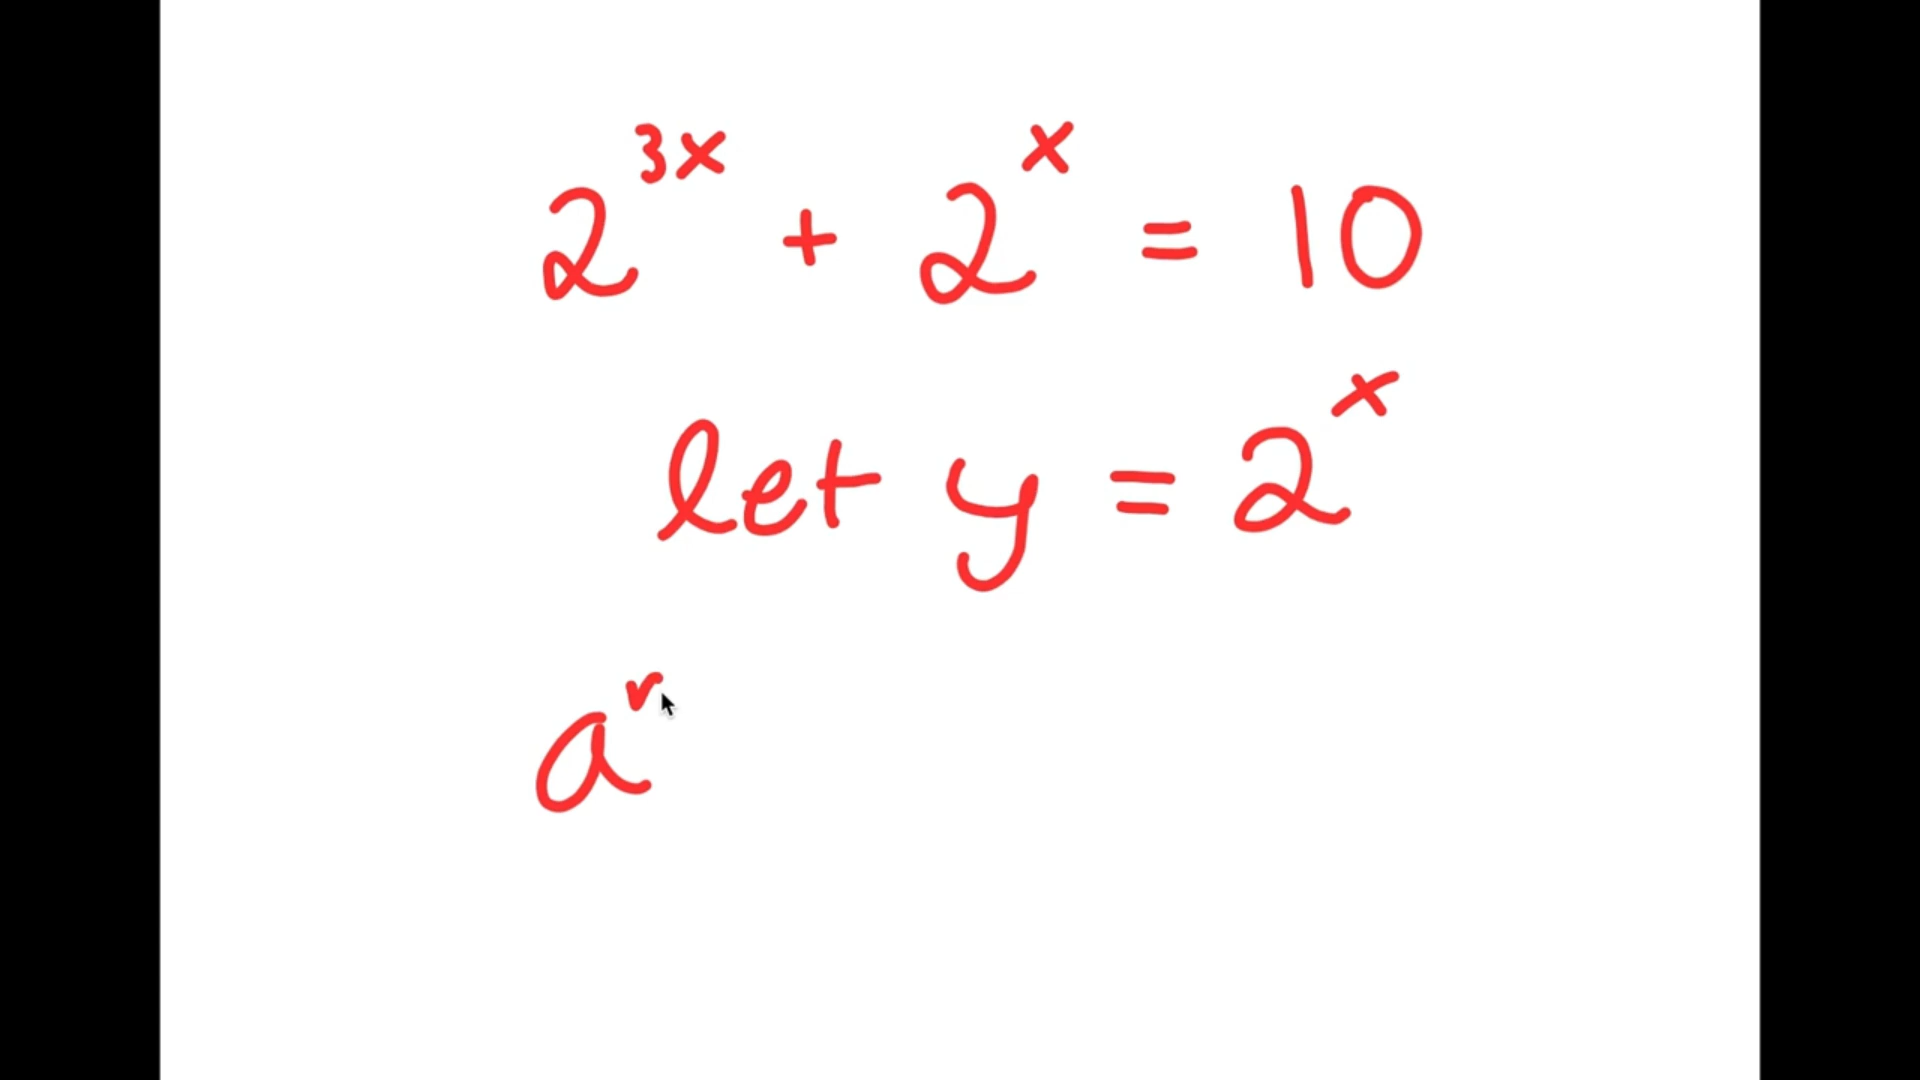 2^{3x} + 2^x = 10
let y = 2^x
a^r